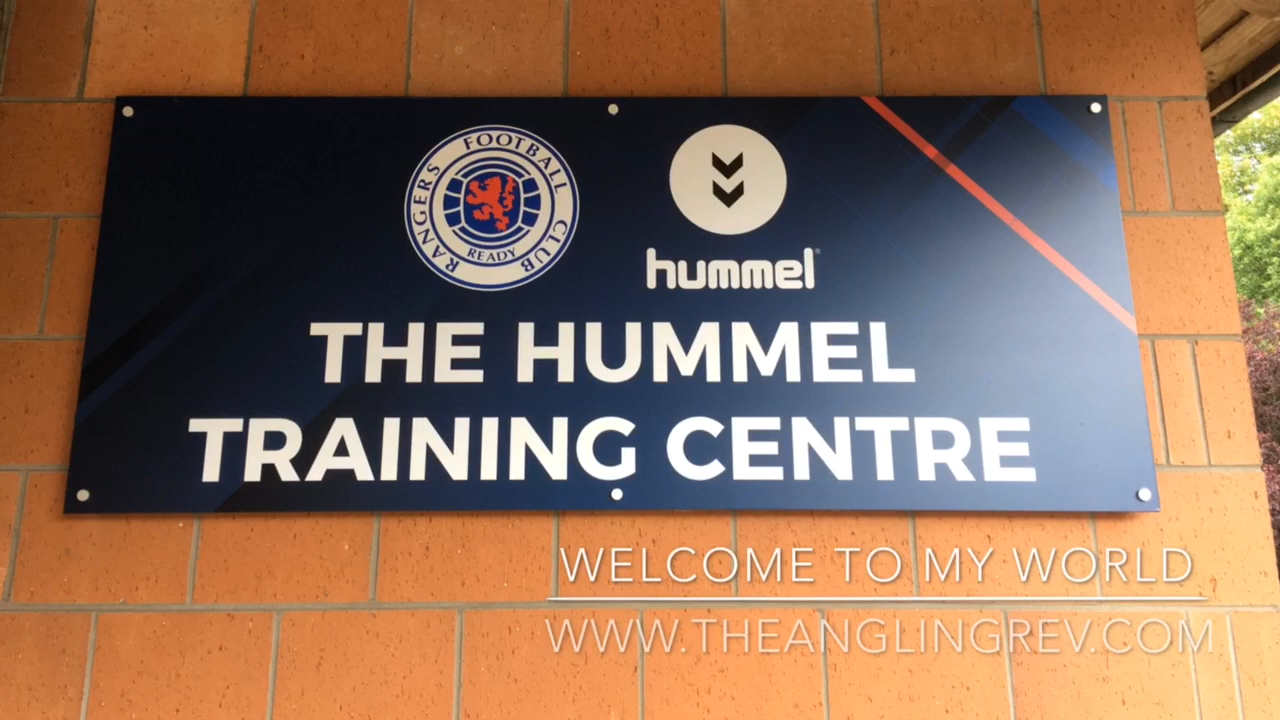 RANGERS FOOTBALL CLUB
READY
hummel
THE HUMMEL
TRAINING CENTRE
WELCOME TO MY WORLD
WWW.THEANGLINGREV.COM